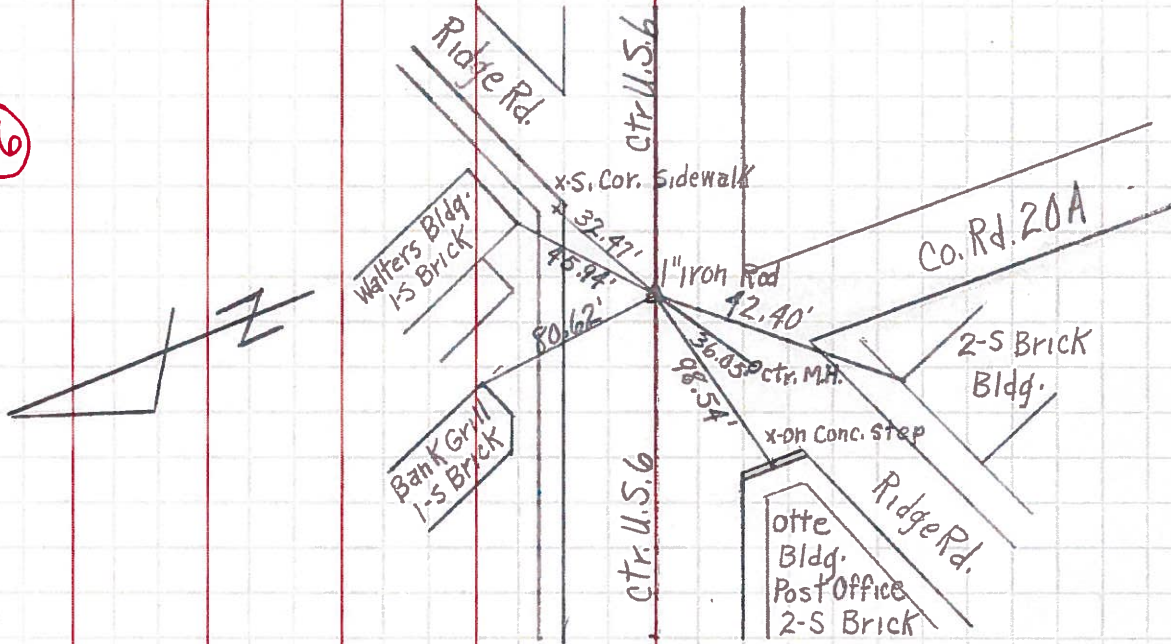 6
Ridge Rd.
Ctr U.S. 6
x-S. Cor. Sidewalk
32.47'
Walters Bldg.
1-S Brick
45.94'
1" Iron Rod
Co. Rd. 20A
42.40'
80.62'
36.05' ctr. M.H.
98.54'
2-S Brick
Bldg.
Z
Bank Grill
1-S Brick
x-on Conc. Step
Ctr. U.S. 6
Ridge Rd.
Otte
Bldg.
Post Office
2-S Brick